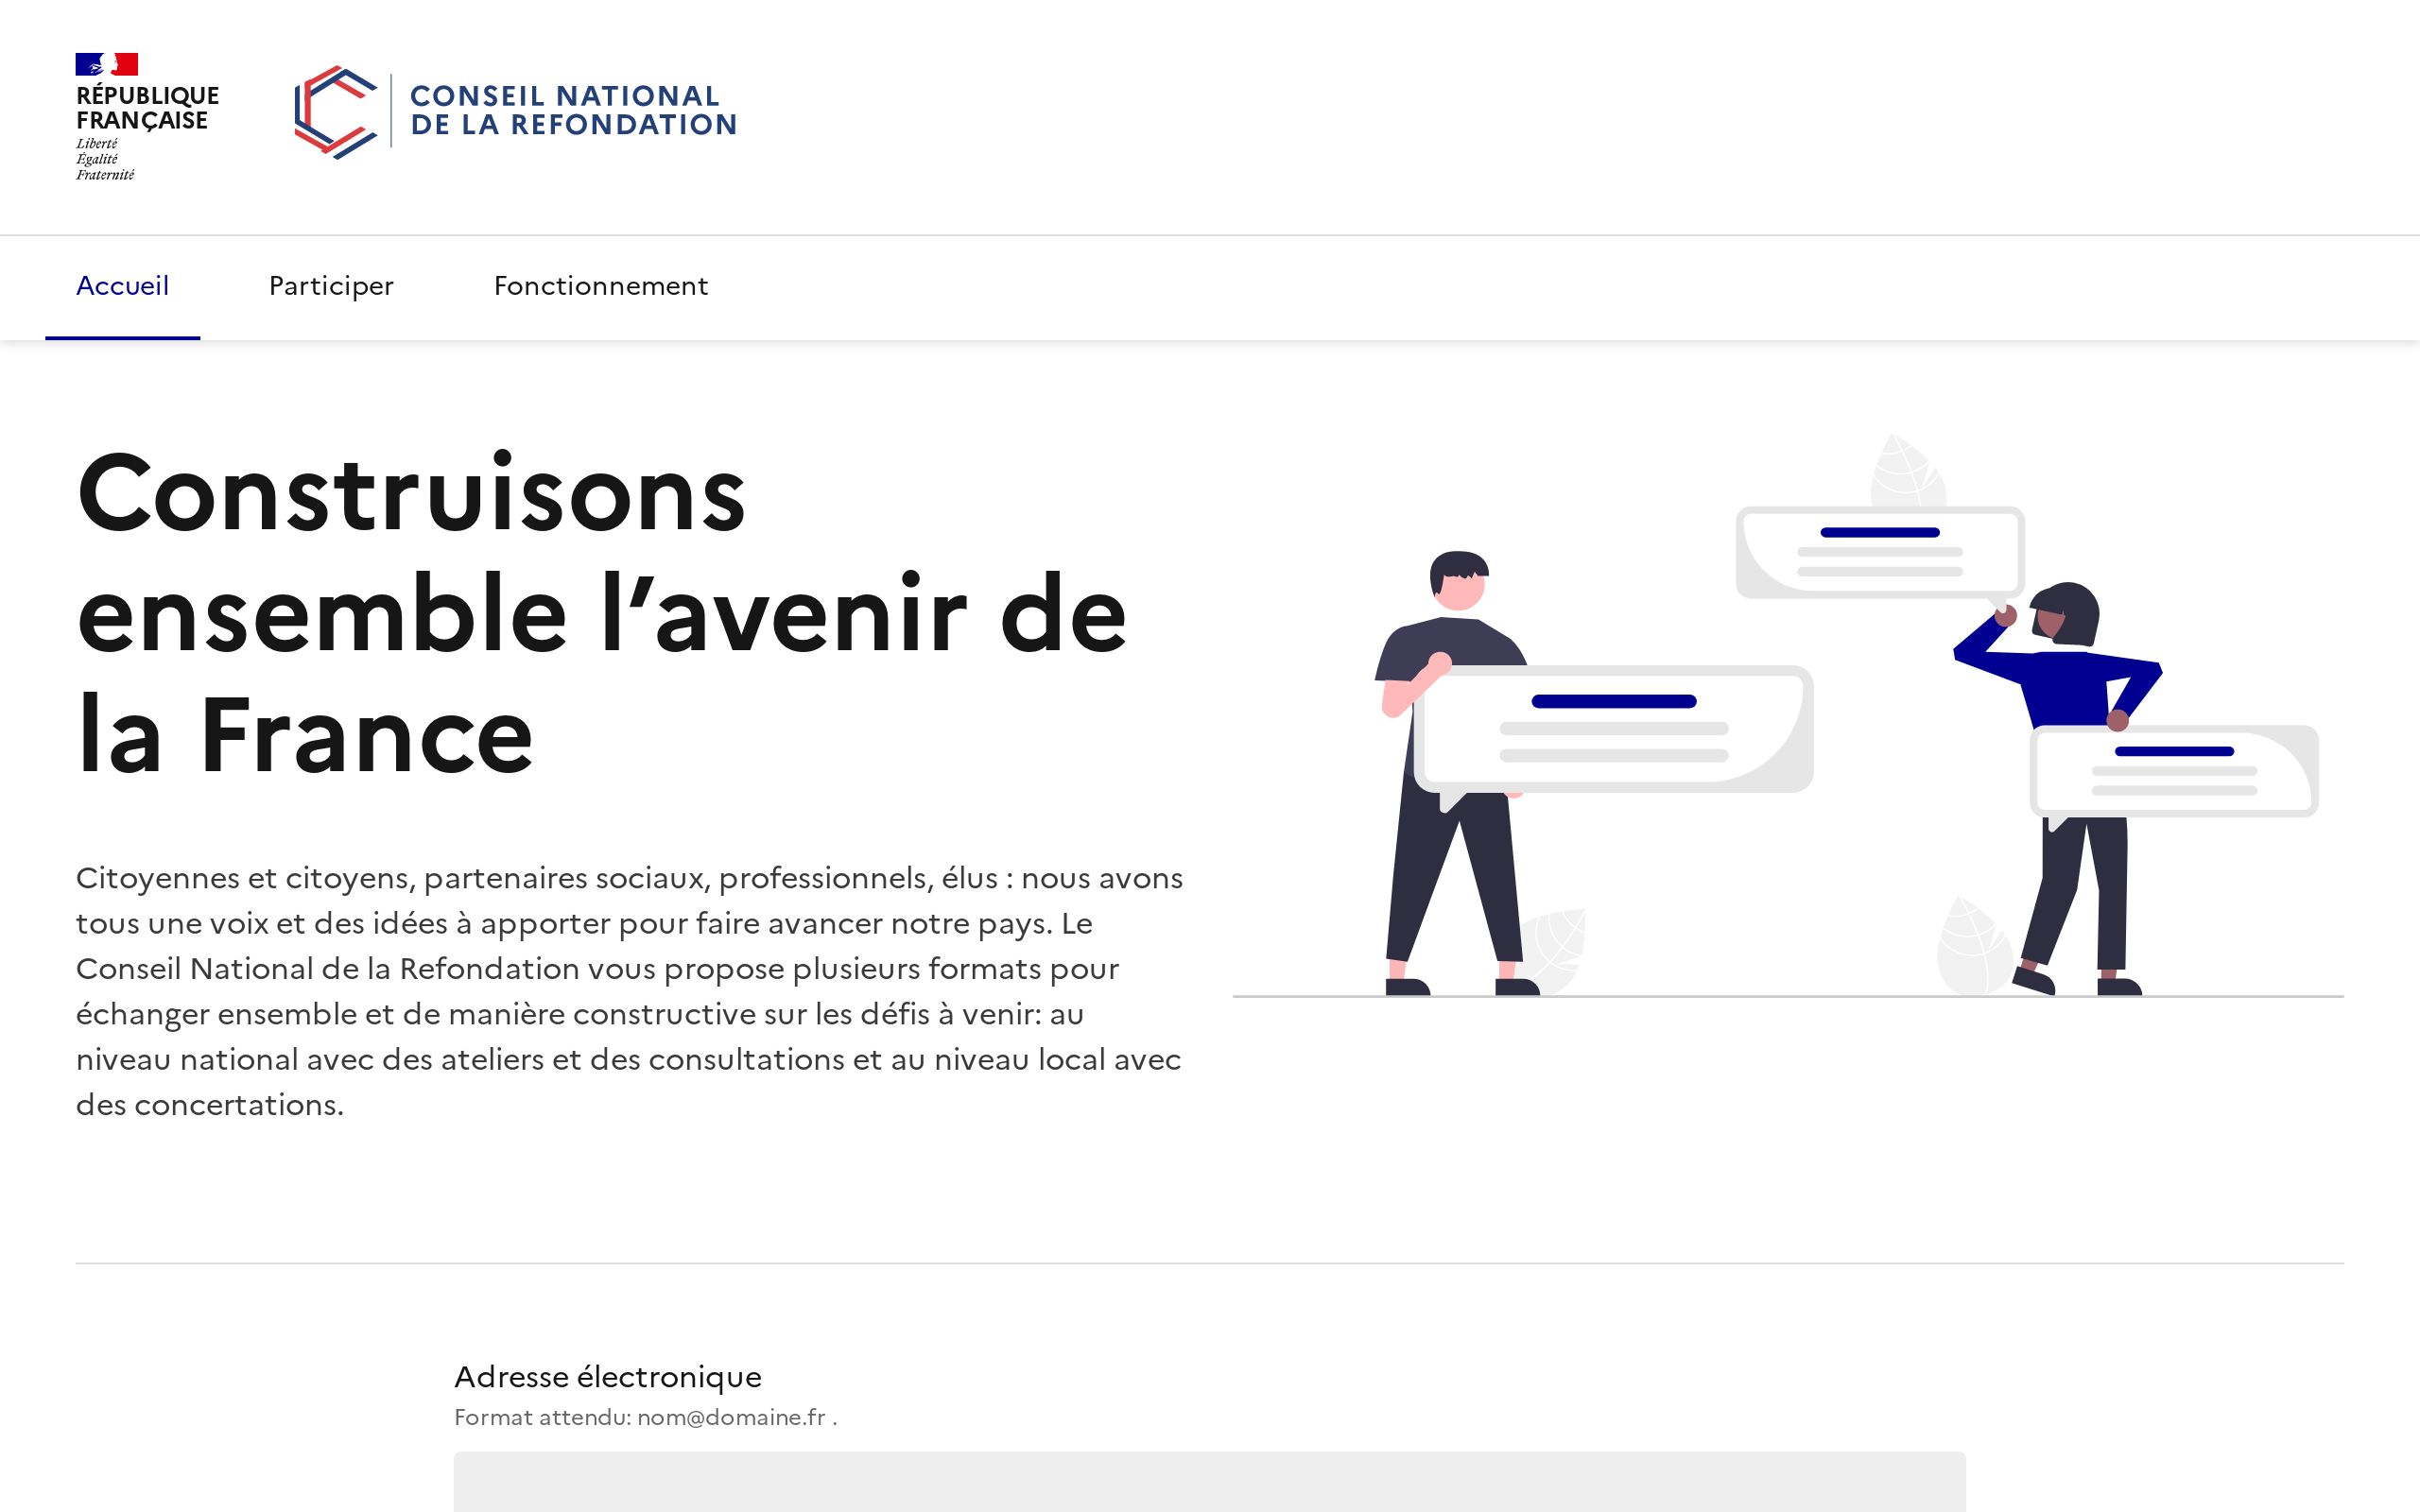 RÉPUBLIQUE
FRANÇAISE
Liberté
Égalité
Fraternité
CONSEIL NATIONAL
DE LA REFONDATION
Accueil
Participer
Fonctionnement
Construisons
ensemble l’avenir de
la France
Citoyennes et citoyens, partenaires sociaux, professionnels, élus : nous avons
tous une voix et des idées à apporter pour faire avancer notre pays. Le
Conseil National de la Refondation vous propose plusieurs formats pour
échanger ensemble et de manière constructive sur les défis à venir: au
niveau national avec des ateliers et des consultations et au niveau local avec
des concertations.
Adresse électronique
Format attendu: nom@domaine.fr .